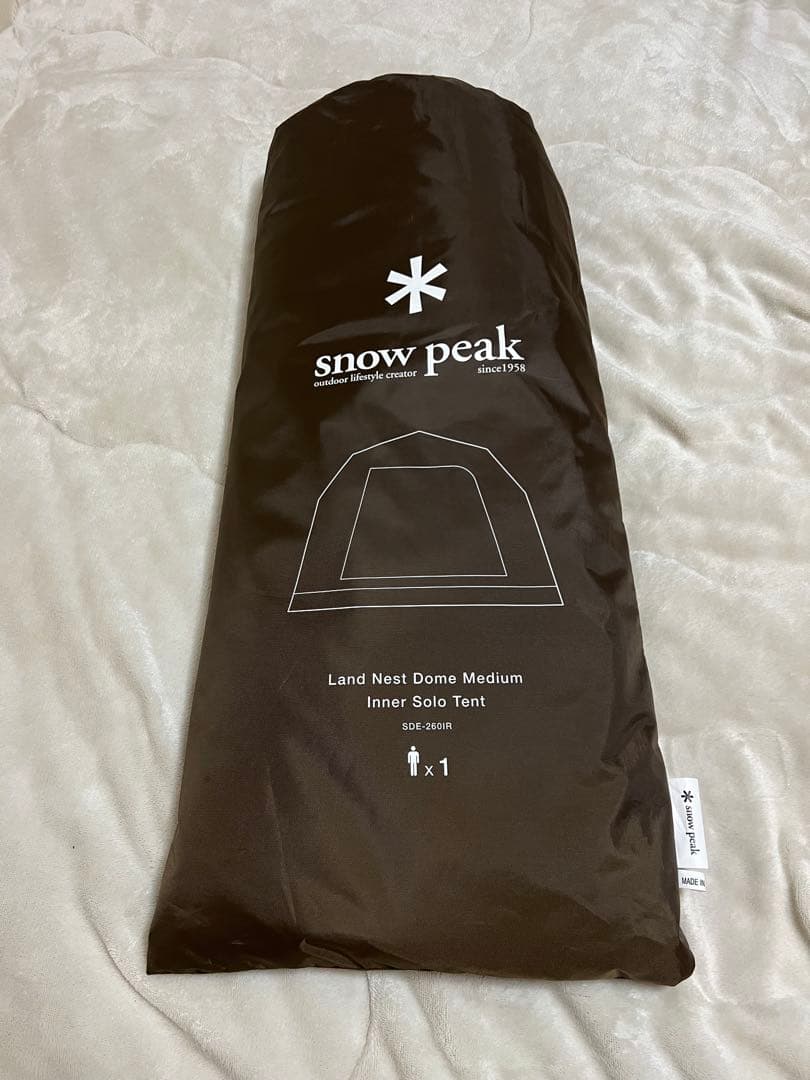 snow peak
outdoor lifestyle creator since1958
Land Nest Dome Medium
Inner Solo Tent
SDE-260IR
x 1
snow peak
MADE IN